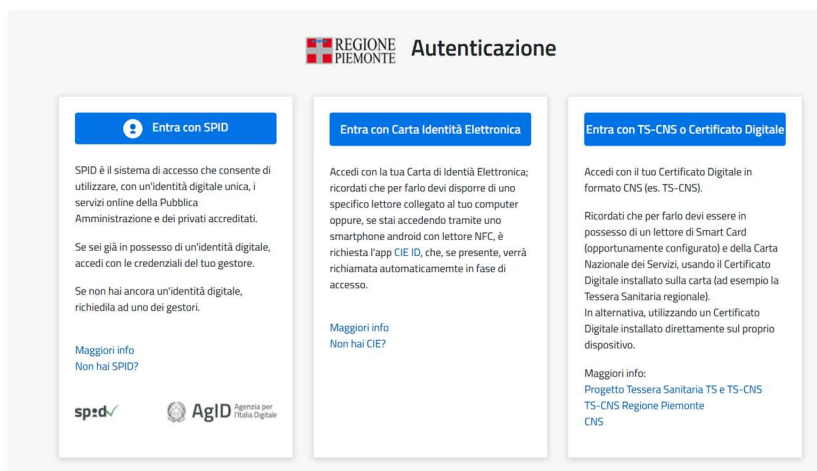 REGIONE
PIEMONTE
Autenticazione
Entra con SPID
SPID è il sistema di accesso che consente di
utilizzare, con un'identità digitale unica, i
servizi online della Pubblica
Amministrazione e dei privati accreditati.
Se sei già in possesso di un'identità digitale,
accedi con le credenziali del tuo gestore.
Se non hai ancora un'identità digitale,
richiedila ad uno dei gestori.
Maggiori info
Non hai SPID?
sp:d
AgID Agenzia per
l'Italia Digitale
Entra con Carta Identità Elettronica
Accedi con la tua Carta di Identià Elettronica;
ricordati che per farlo devi disporre di uno
specifico lettore collegato al tuo computer
oppure, se stai accedendo tramite uno
smartphone android con lettore NFC, è
richiesta l'app CIE ID, che, se presente, verrà
richiamata automaticamemte in fase di
accesso.
Maggiori info
Non hai CIE?
Entra con TS-CNS o Certificato Digitale
Accedi con il tuo Certificato Digitale in
formato CNS (es. TS-CNS).
Ricordati che per farlo devi essere in
possesso di un lettore di Smart Card
(opportunamente configurato) e della Carta
Nazionale dei Servizi, usando il Certificato
Digitale installato sulla carta (ad esempio la
Tessera Sanitaria regionale).
In alternativa, utilizzando un Certificato
Digitale installato direttamente sul proprio
dispositivo.
Maggiori info:
Progetto Tessera Sanitaria TS e TS-CNS
TS-CNS Regione Piemonte
CNS